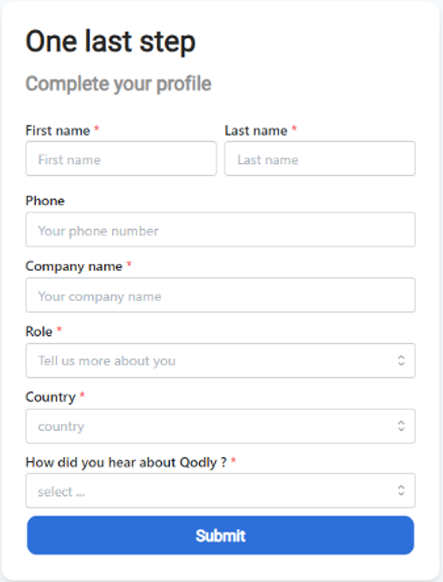 One last step
Complete your profile
First name * Last name *
First name Last name
Phone
Your phone number
Company name *
Your company name
Role *
Tell us more about you
Country *
country
How did you hear about Qodly ? *
select ...
Submit